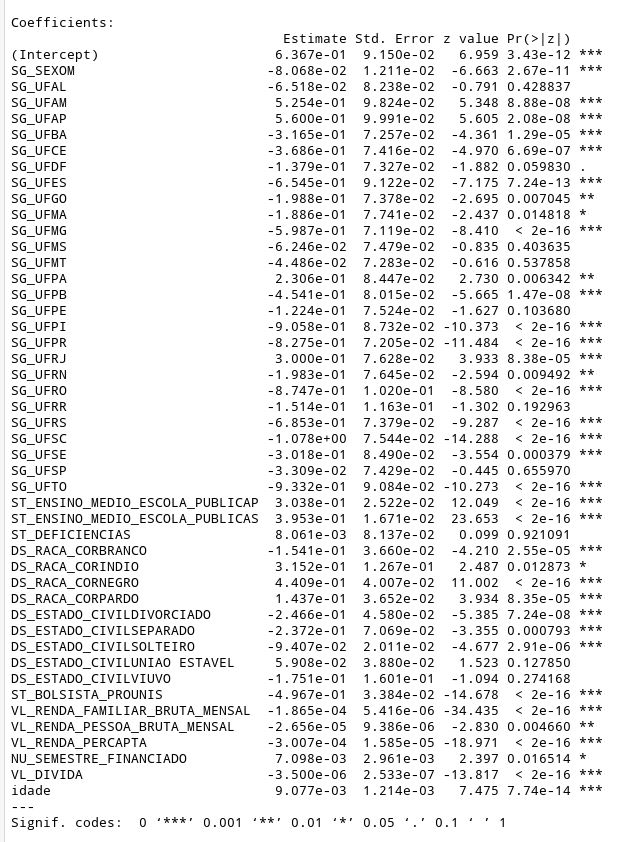 Coefficients:
                                Estimate Std. Error z value Pr(>|z|)    
(Intercept)                    6.367e-01  9.150e-02   6.959 3.43e-12 ***
SG_SEXOM                      -8.068e-02  1.211e-02  -6.663 2.67e-11 ***
SG_UFAL                       -6.518e-02  8.238e-02  -0.791 0.428837
SG_UFAM                        5.254e-01  9.824e-02   5.348 8.88e-08 ***
SG_UFAP                        5.600e-01  9.991e-02   5.605 2.08e-08 ***
SG_UFBA                       -3.165e-01  7.257e-02  -4.361 1.29e-05 ***
SG_UFCE                       -3.686e-01  7.416e-02  -4.970 6.69e-07 ***
SG_UFDF                       -1.379e-01  7.327e-02  -1.882 0.059830 .
SG_UFES                       -6.545e-01  9.122e-02  -7.175 7.24e-13 ***
SG_UFGO                       -1.988e-01  7.378e-02  -2.695 0.007045 **
SG_UFMA                       -1.886e-01  7.741e-02  -2.437 0.014818 *
SG_UFMG                       -5.987e-01  7.119e-02  -8.410  < 2e-16 ***
SG_UFMS                       -6.246e-02  7.479e-02  -0.835 0.403635
SG_UFMT                       -4.486e-02  7.283e-02  -0.616 0.537858
SG_UFPA                        2.306e-01  8.447e-02   2.730 0.006342 **
SG_UFPB                       -4.541e-01  8.015e-02  -5.665 1.47e-08 ***
SG_UFPE                       -1.224e-01  7.524e-02  -1.627 0.103680
SG_UFPI                       -9.058e-01  8.732e-02 -10.373  < 2e-16 ***
SG_UFPR                       -8.275e-01  7.205e-02 -11.484  < 2e-16 ***
SG_UFRJ                        3.000e-01  7.628e-02   3.933 8.38e-05 ***
SG_UFRN                       -1.983e-01  7.645e-02  -2.594 0.009492 **
SG_UFRO                       -8.747e-01  1.020e-01  -8.580  < 2e-16 ***
SG_UFRR                       -1.514e-01  1.163e-01  -1.302 0.192963
SG_UFRS                       -6.853e-01  7.379e-02  -9.287  < 2e-16 ***
SG_UFSC                       -1.078e+00  7.544e-02 -14.288  < 2e-16 ***
SG_UFSE                       -3.018e-01  8.490e-02  -3.554 0.000379 ***
SG_UFSP                       -3.309e-02  7.429e-02  -0.445 0.655970
SG_UFTO                       -9.332e-01  9.084e-02 -10.273  < 2e-16 ***
ST_ENSINO_MEDIO_ESCOLA_PUBLICAP  3.038e-01  2.522e-02  12.049  < 2e-16 ***
ST_ENSINO_MEDIO_ESCOLA_PUBLICAS  3.953e-01  1.671e-02  23.653  < 2e-16 ***
ST_DEFICIENCIAS                8.061e-03  8.137e-02   0.099 0.921091
DS_RACA_CORBRANCO             -1.541e-01  3.660e-02  -4.210 2.55e-05 ***
DS_RACA_CORINDIO               3.152e-01  1.267e-01   2.487 0.012873 *
DS_RACA_CORNEGRO               4.409e-01  4.007e-02  11.002  < 2e-16 ***
DS_RACA_CORPARDO               1.437e-01  3.652e-02   3.934 8.35e-05 ***
DS_ESTADO_CIVILDIVORCIADO     -2.466e-01  4.580e-02  -5.385 7.24e-08 ***
DS_ESTADO_CIVILSEPARADO       -2.372e-01  7.069e-02  -3.355 0.000793 ***
DS_ESTADO_CIVILSOLTEIRO       -9.407e-02  2.011e-02  -4.677 2.91e-06 ***
DS_ESTADO_CIVILUNIAO ESTAVEL   5.908e-02  3.880e-02   1.523 0.127850
DS_ESTADO_CIVILVIUVO          -1.751e-01  1.601e-01  -1.094 0.274168
ST_BOLSISTA_PROUNIS           -4.967e-01  3.384e-02 -14.678  < 2e-16 ***
VL_RENDA_FAMILIAR_BRUTA_MENSAL -1.865e-04  5.416e-06 -34.435  < 2e-16 ***
VL_RENDA_PESSOA_BRUTA_MENSAL  -2.656e-05  9.386e-06  -2.830 0.004660 **
VL_RENDA_PERCAPTA             -3.007e-04  1.585e-05 -18.971  < 2e-16 ***
NU_SEMESTRE_FINANCIADO         7.098e-03  2.961e-03   2.397 0.016514 *
VL_DIVIDA                     -3.500e-06  2.533e-07 -13.817  < 2e-16 ***
idade                          9.077e-03  1.214e-03   7.475 7.74e-14 ***
---
Signif. codes:  0 ‘***’ 0.001 ‘**’ 0.01 ‘*’ 0.05 ‘.’ 0.1 ‘ ’ 1